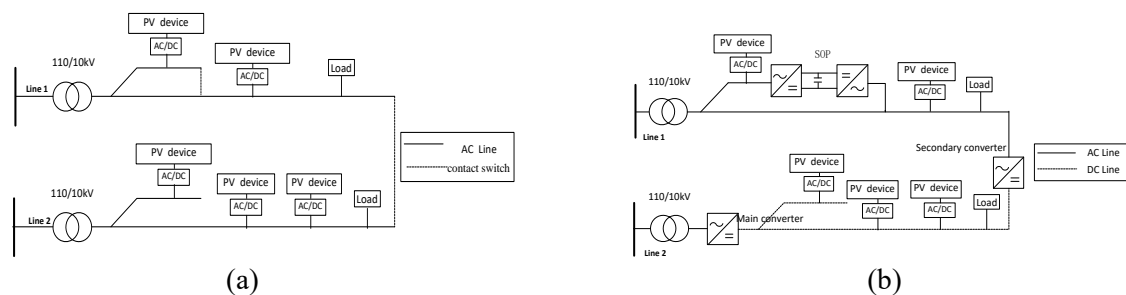 PV device
AC/DC
PV device
AC/DC
Load
110/10kV
Line 1
AC Line
contact switch
PV device
AC/DC
PV device
PV device
AC/DC
AC/DC
Load
110/10kV
Line 2
(a)
PV device
AC/DC
SOP
PV device
AC/DC
Load
110/10kV
Line 1
Secondary converter
AC Line
DC Line
PV device
AC/DC
PV device
PV device
AC/DC
AC/DC
Load
110/10kV
Main converter
Line 2
(b)